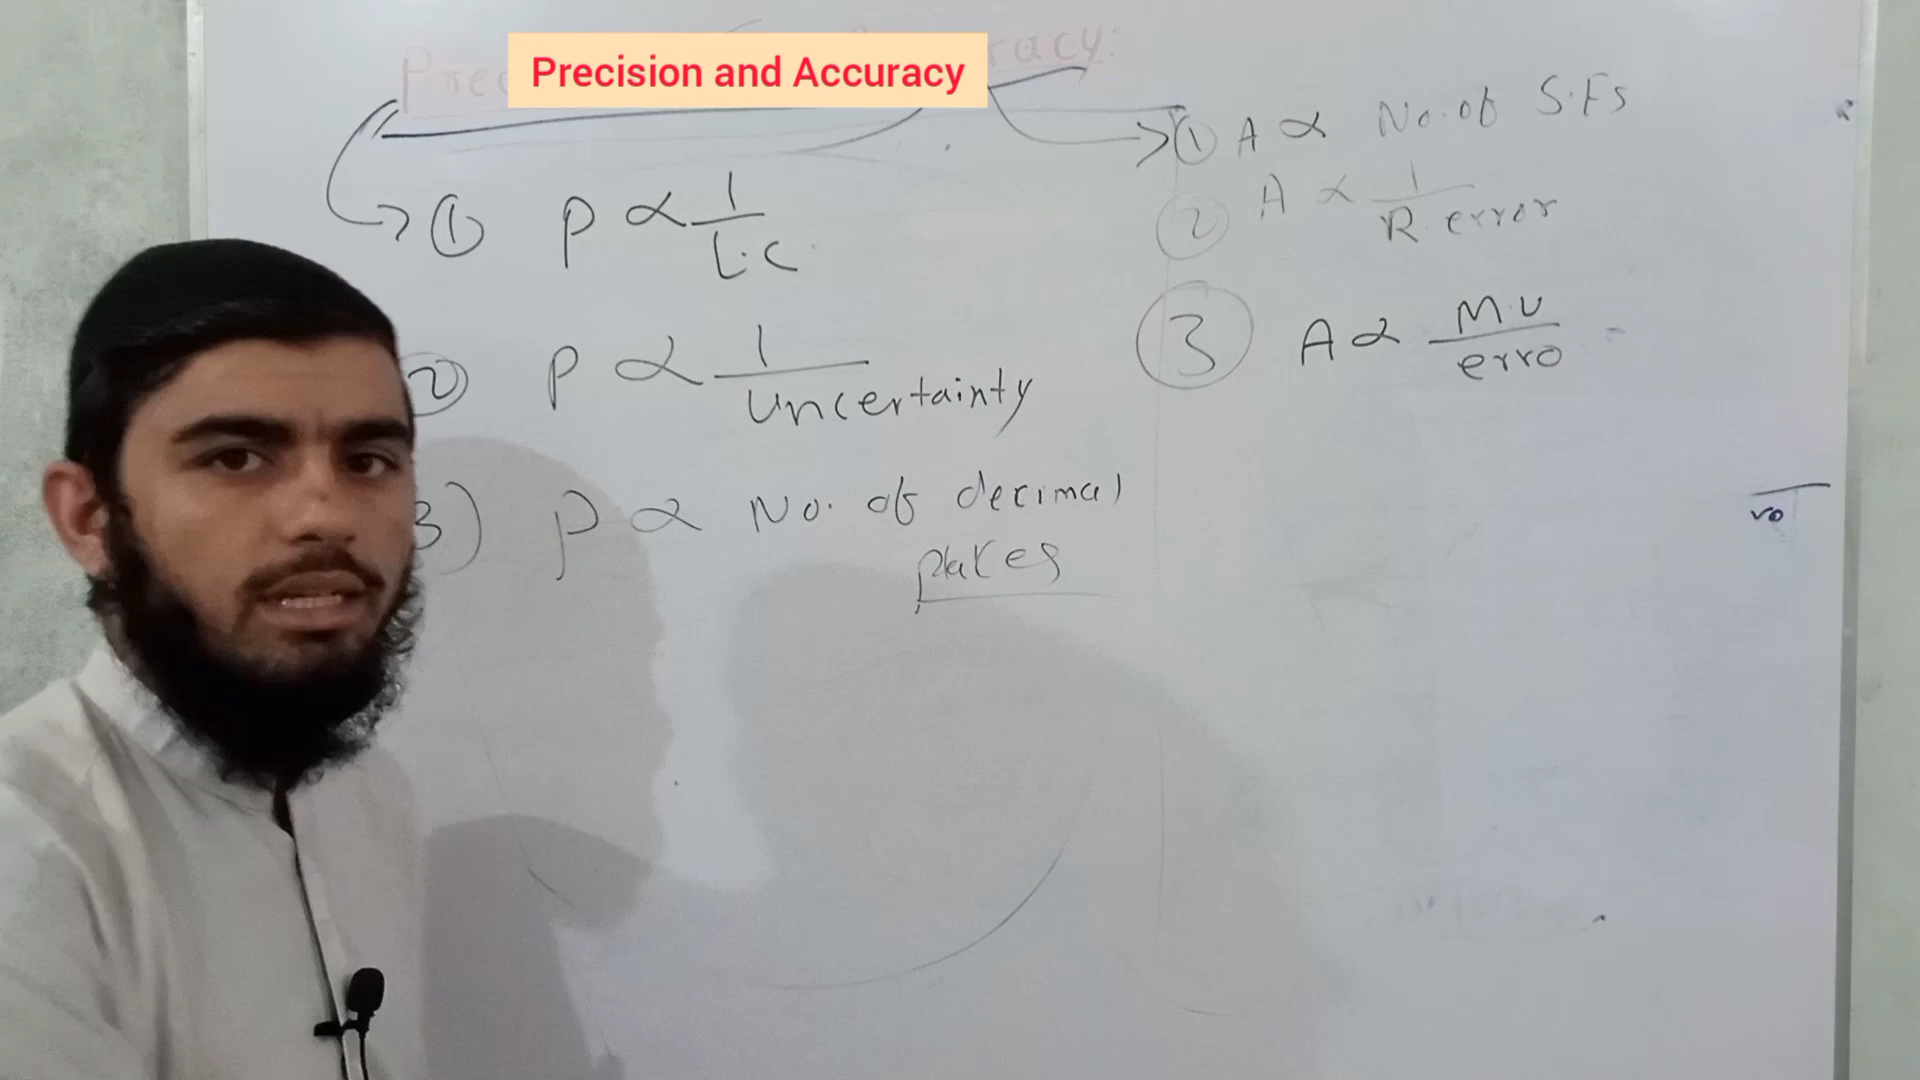 Precision and Accuracy
① P ∝ 1/L.C
② P ∝ 1/Uncertainty
3) P ∝ No. of decimal
places
① A ∝ No. of S.Fs
② A ∝ 1/R. error
③ A ∝ M.U/erro